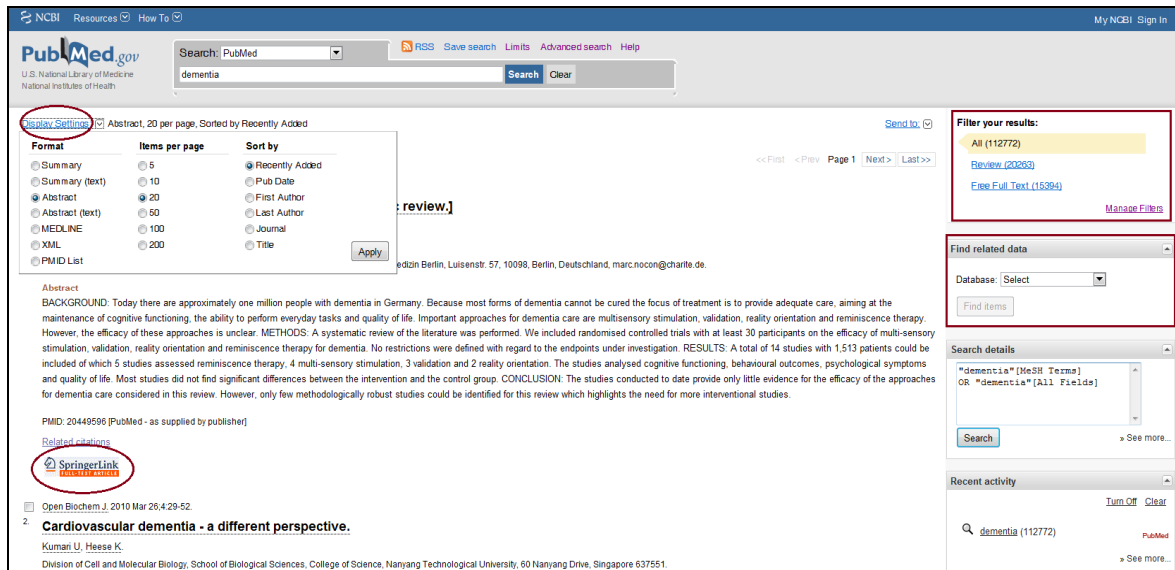 NCBI Resources How To My NCBI Sign In
PubMed.gov
U.S. National Library of Medicine
National Institutes of Health
Search: PubMed
RSS Save search Limits Advanced search Help
dementia Search Clear
Display Settings: Abstract, 20 per page, Sorted by Recently Added Send to:
Format Items per page Sort by
Summary 5 Recently Added
Summary (text) 10 Pub Date
Abstract 20 First Author
Abstract (text) 50 Last Author
MEDLINE 100 Journal
XML 200 Title
PMID List
Apply
<< First < Prev Page 1 Next > Last >>
review.]
edizin Berlin, Luisenstr. 57, 10098, Berlin, Deutschland, marc.nocon@charite.de.
Abstract
BACKGROUND: Today there are approximately one million people with dementia in Germany. Because most forms of dementia cannot be cured the focus of treatment is to provide adequate care, aiming at the
maintenance of cognitive functioning, the ability to perform everyday tasks and quality of life. Important approaches for dementia care are multisensory stimulation, validation, reality orientation and reminiscence therapy.
However, the efficacy of these approaches is unclear. METHODS: A systematic review of the literature was performed. We included randomised controlled trials with at least 30 participants on the efficacy of multi-sensory
stimulation, validation, reality orientation and reminiscence therapy for dementia. No restrictions were defined with regard to the endpoints under investigation. RESULTS: A total of 14 studies with 1,513 patients could be
included of which 5 studies assessed reminiscence therapy, 4 multi-sensory stimulation, 3 validation and 2 reality orientation. The studies analysed cognitive functioning, behavioural outcomes, psychological symptoms
and quality of life. Most studies did not find significant differences between the intervention and the control group. CONCLUSION: The studies conducted to date provide only little evidence for the efficacy of the approaches
for dementia care considered in this review. However, only few methodologically robust studies could be identified for this review which highlights the need for more interventional studies.
PMID: 20449596 [PubMed - as supplied by publisher]
Related citations
SpringerLink
FULL-TEXT ARTICLE
Open Biochem J. 2010 Mar 26;4:29-52.
2. Cardiovascular dementia - a different perspective.
Kumari U, Heese K.
Division of Cell and Molecular Biology, School of Biological Sciences, College of Science, Nanyang Technological University, 60 Nanyang Drive, Singapore 637551.
Filter your results:
All (112772)
Review (20263)
Free Full Text (15394)
Manage Filters
Find related data
Database: Select
Find items
Search details
"dementia"[MeSH Terms]
OR "dementia"[All Fields]
Search » See more...
Recent activity
Turn Off Clear
dementia (112772) PubMed
» See more...